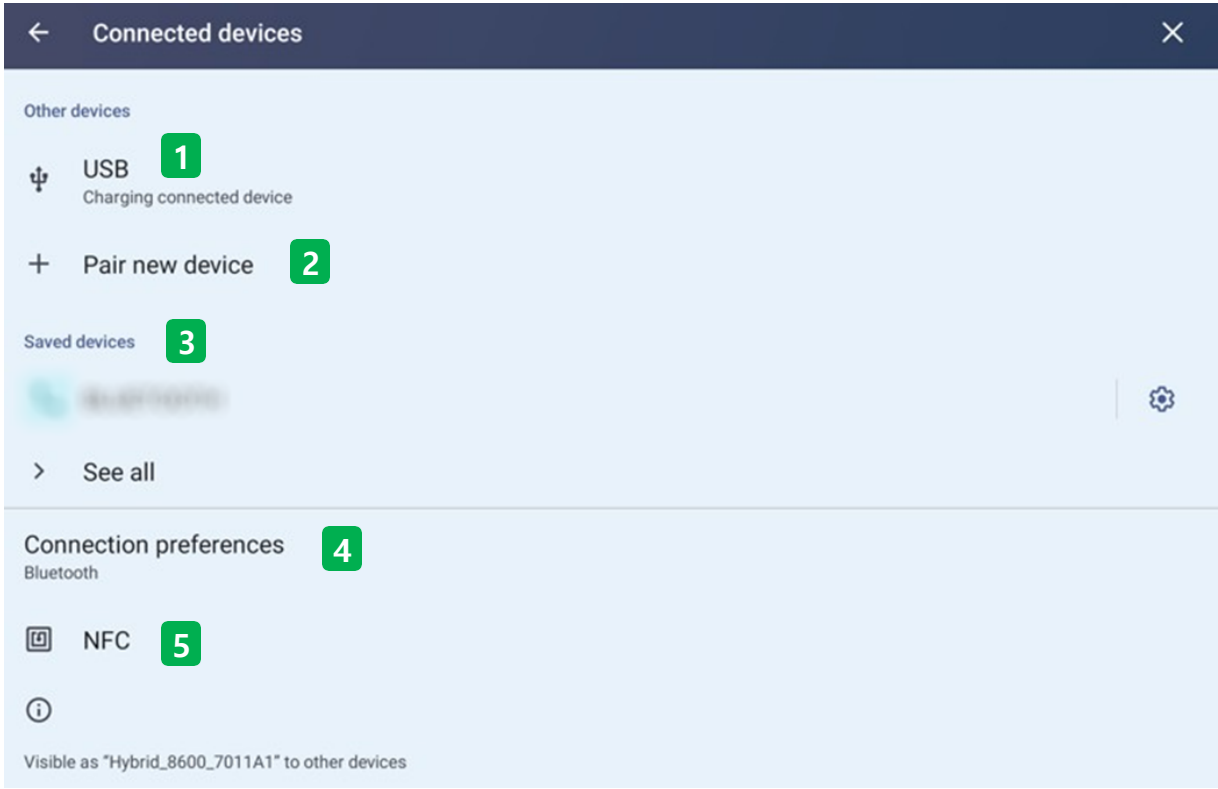 Connected devices
Other devices
USB 1
Charging connected device
Pair new device 2
Saved devices 3
See all
Connection preferences 4
Bluetooth
NFC 5
Visible as "Hybrid_8600_7011A1" to other devices